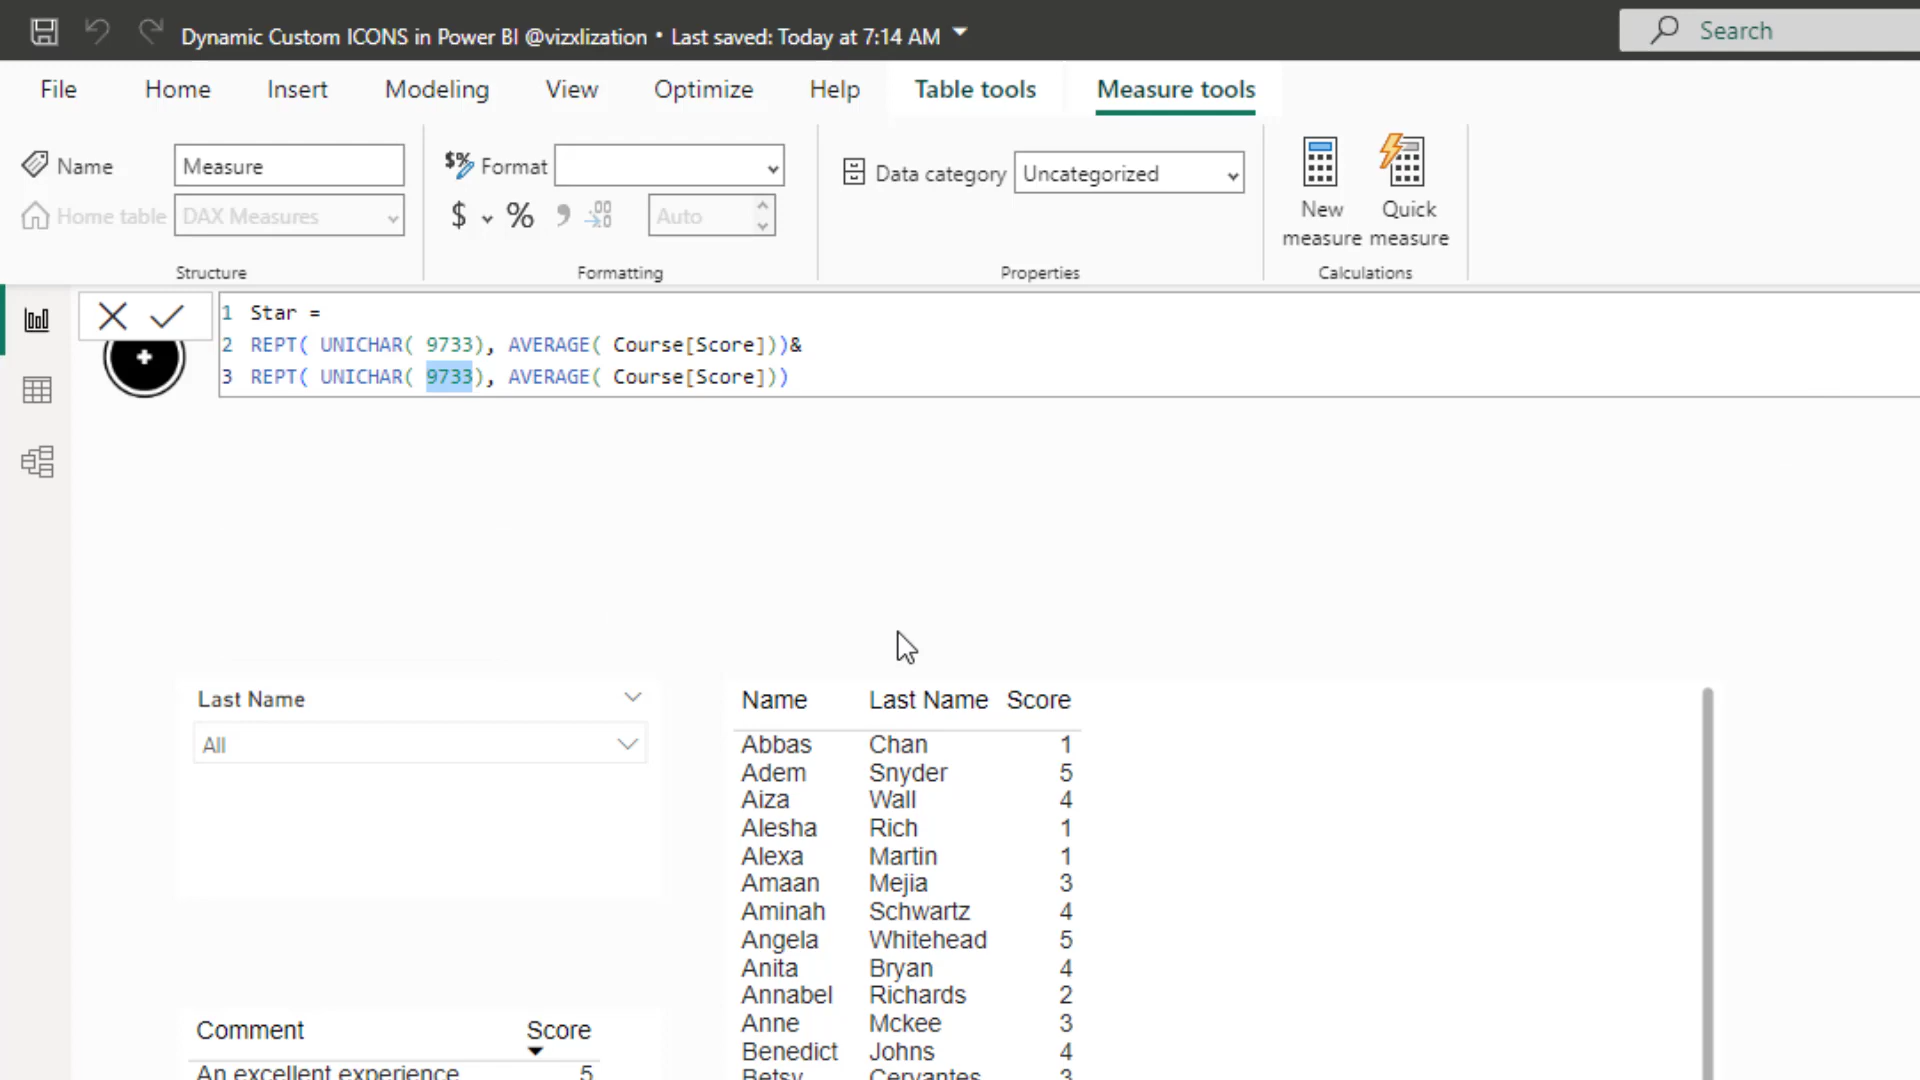 Dynamic Custom ICONS in Power BI @vizxlization • Last saved: Today at 7:14 AM
Search
File Home Insert Modeling View Optimize Help Table tools Measure tools
Name Measure
Home table DAX Measures
Structure
$% Format
$ % Auto
Formatting
Data category Uncategorized
Properties
New measure
Quick measure
Calculations
1 Star =
2 REPT( UNICHAR( 9733), AVERAGE( Course[Score]))&
3 REPT( UNICHAR( 9733), AVERAGE( Course[Score]))
Last Name
All
Comment Score
An excellent experience 5
Name Last Name Score
Abbas Chan 1
Adem Snyder 5
Aiza Wall 4
Alesha Rich 1
Alexa Martin 1
Amaan Mejia 3
Aminah Schwartz 4
Angela Whitehead 5
Anita Bryan 4
Annabel Richards 2
Anne Mckee 3
Benedict Johns 4
Betsy Cervantes 3